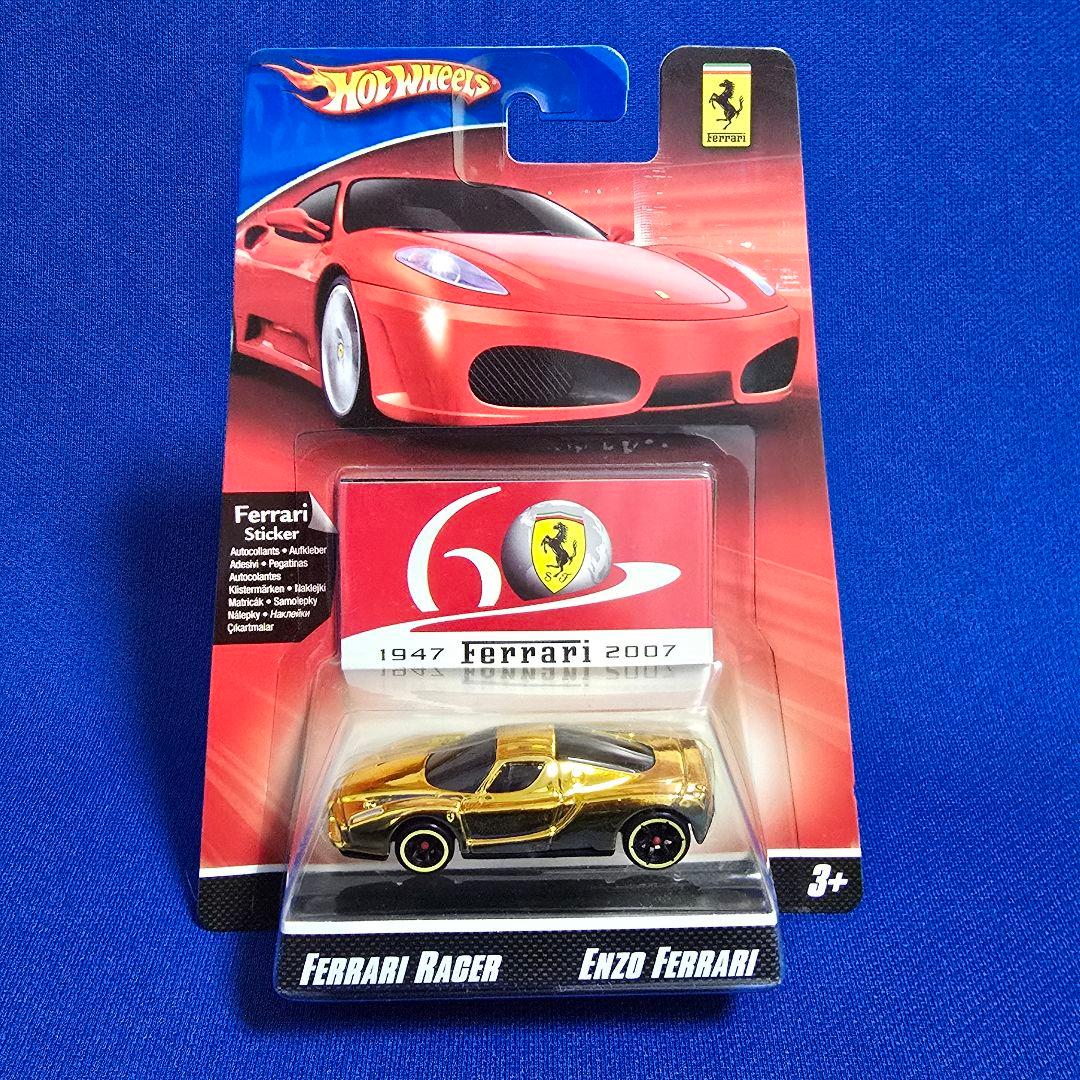 HOT WHEELS
Ferrari
Ferrari
Sticker
Autocollants • Aufkleber
Adesivi • Pegatinas
Autocolantes
Klistermärken • Naklejki
Matricák • Samolepky
Nálepky • Наклейки
Çıkartmalar
60
S F
1947 Ferrari 2007
3+
FERRARI RACER
ENZO FERRARI